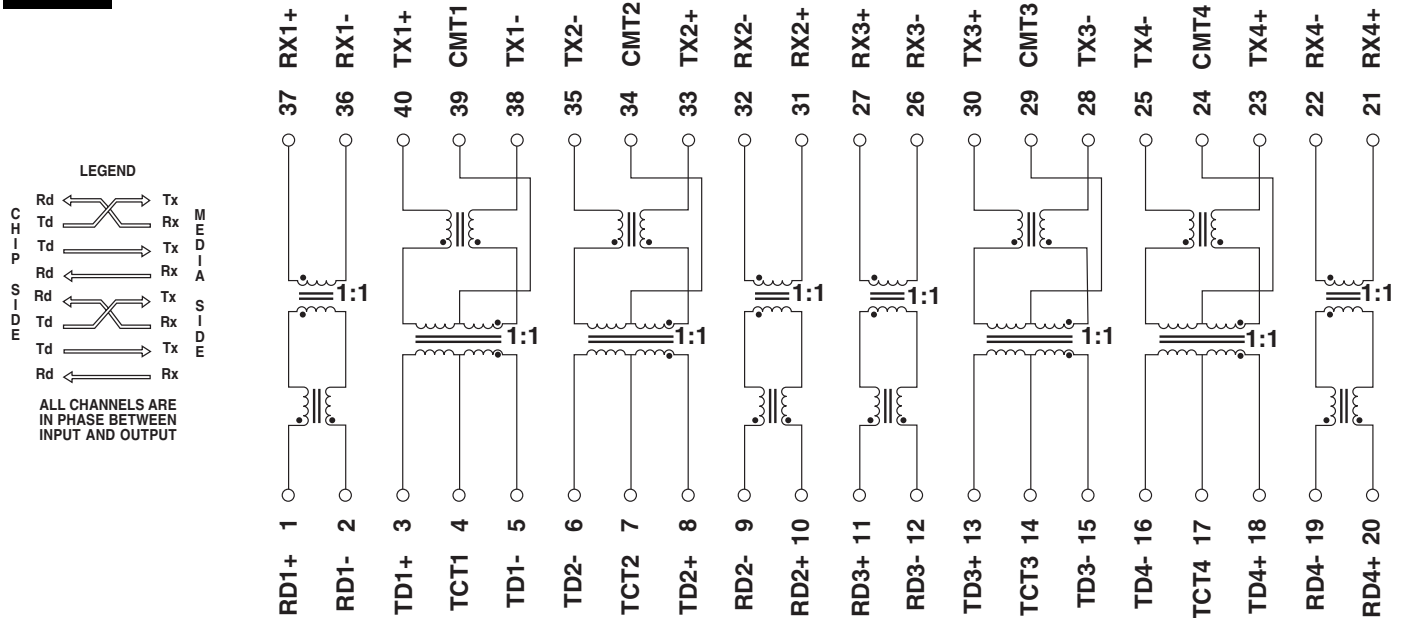 RX1+ RX1- TX1+ CMT1 TX1- TX2- CMT2 TX2+ RX2- RX2+ RX3+ RX3- TX3+ CMT3 TX3- TX4- CMT4 TX4+ RX4- RX4+
37 36 40 39 38 35 34 33 32 31 27 26 30 29 28 25 24 23 22 21
LEGEND
CHIP SIDE
MEDIA SIDE
Rd Tx
Td Rx
Td Tx
Rd Rx
Rd Tx
Td Rx
Td Tx
Rd Rx
ALL CHANNELS ARE
IN PHASE BETWEEN
INPUT AND OUTPUT
1:1 1:1 1:1 1:1 1:1 1:1 1:1 1:1
1 2 3 4 5 6 7 8 9 10 11 12 13 14 15 16 17 18 19 20
RD1+ RD1- TD1+ TCT1 TD1- TD2- TCT2 TD2+ RD2- RD2+ RD3+ RD3- TD3+ TCT3 TD3- TD4- TCT4 TD4+ RD4- RD4+